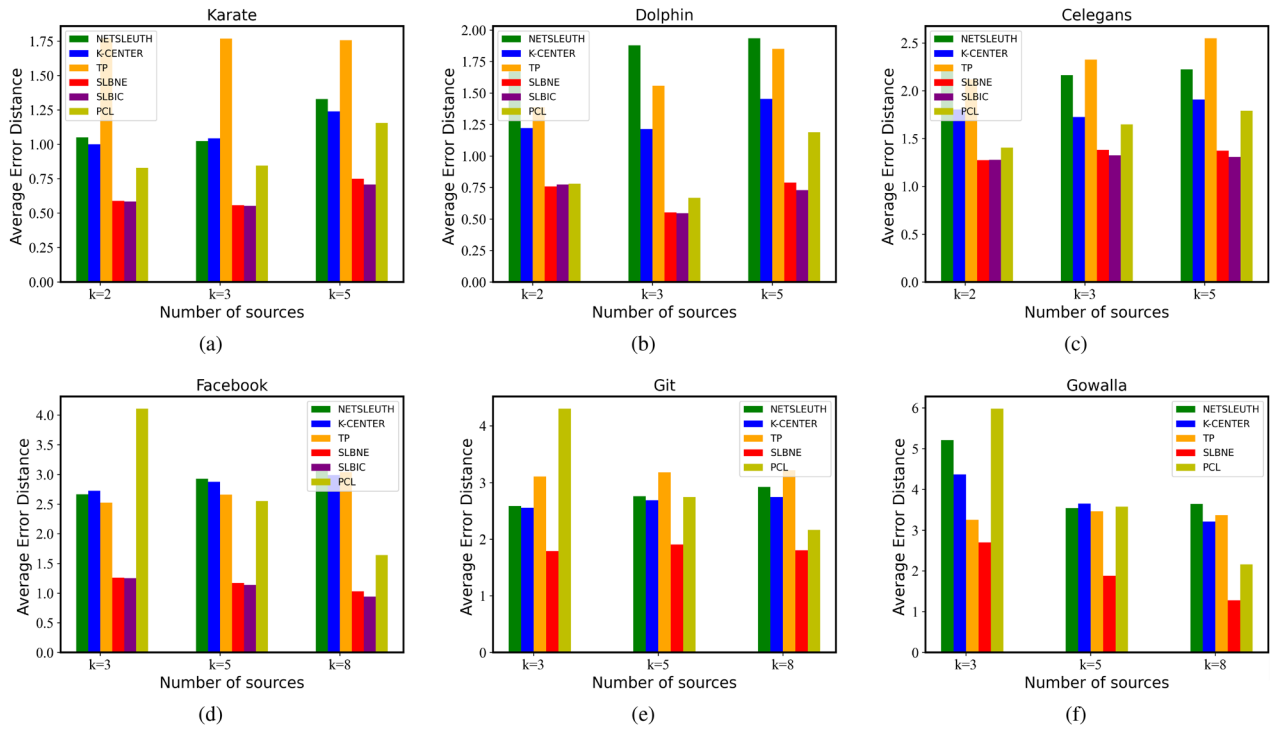 Karate
Average Error Distance
1.75
1.50
1.25
1.00
0.75
0.50
0.25
0.00
NETSLEUTH
K-CENTER
TP
SLBNE
SLBIC
PCL
k=2 k=3 k=5
Number of sources
(a)
Dolphin
Average Error Distance
2.00
1.75
1.50
1.25
1.00
0.75
0.50
0.25
0.00
NETSLEUTH
K-CENTER
TP
SLBNE
SLBIC
PCL
k=2 k=3 k=5
Number of sources
(b)
Celegans
Average Error Distance
2.5
2.0
1.5
1.0
0.5
0.0
NETSLEUTH
K-CENTER
TP
SLBNE
SLBIC
PCL
k=2 k=3 k=5
Number of sources
(c)
Facebook
Average Error Distance
4.0
3.5
3.0
2.5
2.0
1.5
1.0
0.5
0.0
NETSLEUTH
K-CENTER
TP
SLBNE
SLBIC
PCL
k=3 k=5 k=8
Number of sources
(d)
Git
Average Error Distance
4
3
2
1
0
NETSLEUTH
K-CENTER
TP
SLBNE
PCL
k=3 k=5 k=8
Number of sources
(e)
Gowalla
Average Error Distance
6
5
4
3
2
1
0
NETSLEUTH
K-CENTER
TP
SLBNE
PCL
k=3 k=5 k=8
Number of sources
(f)